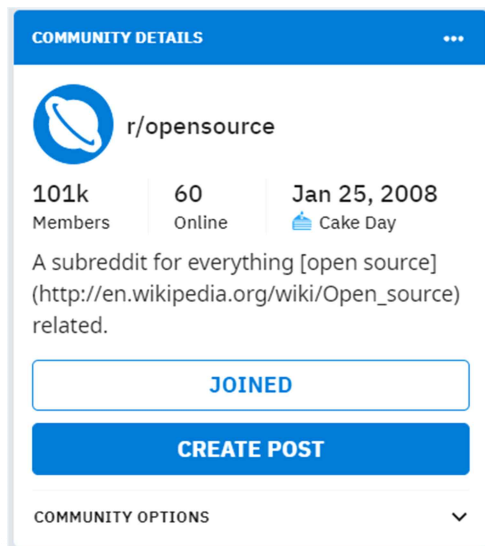 COMMUNITY DETAILS
r/opensource
101k 60 Jan 25, 2008
Members Online Cake Day
A subreddit for everything [open source]
(http://en.wikipedia.org/wiki/Open_source)
related.
JOINED
CREATE POST
COMMUNITY OPTIONS